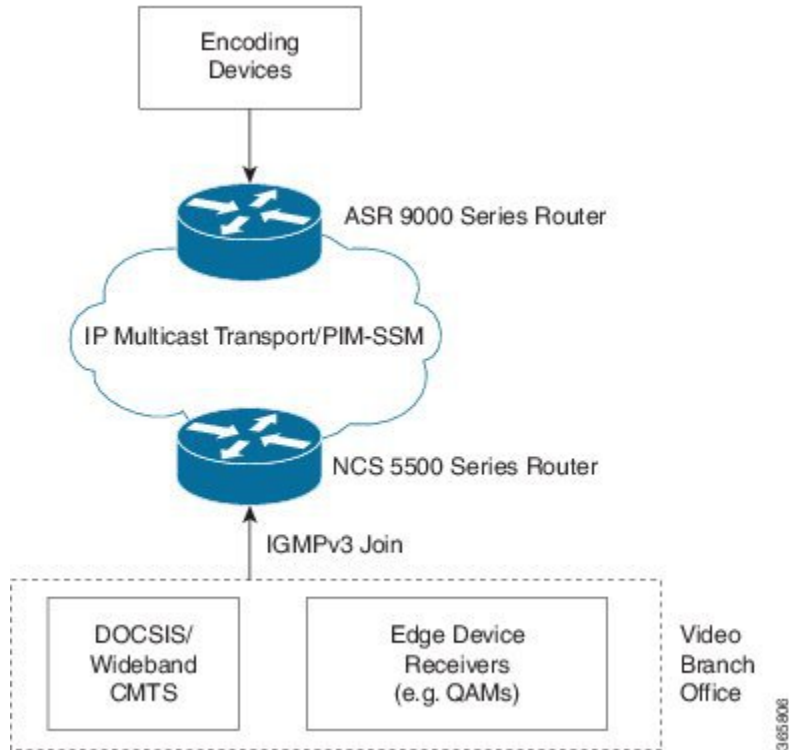 Encoding
Devices
ASR 9000 Series Router
IP Multicast Transport/PIM-SSM
NCS 5500 Series Router
IGMPv3 Join
DOCSIS/
Wideband
CMTS
Edge Device
Receivers
(e.g. QAMs)
Video
Branch
Office
365806